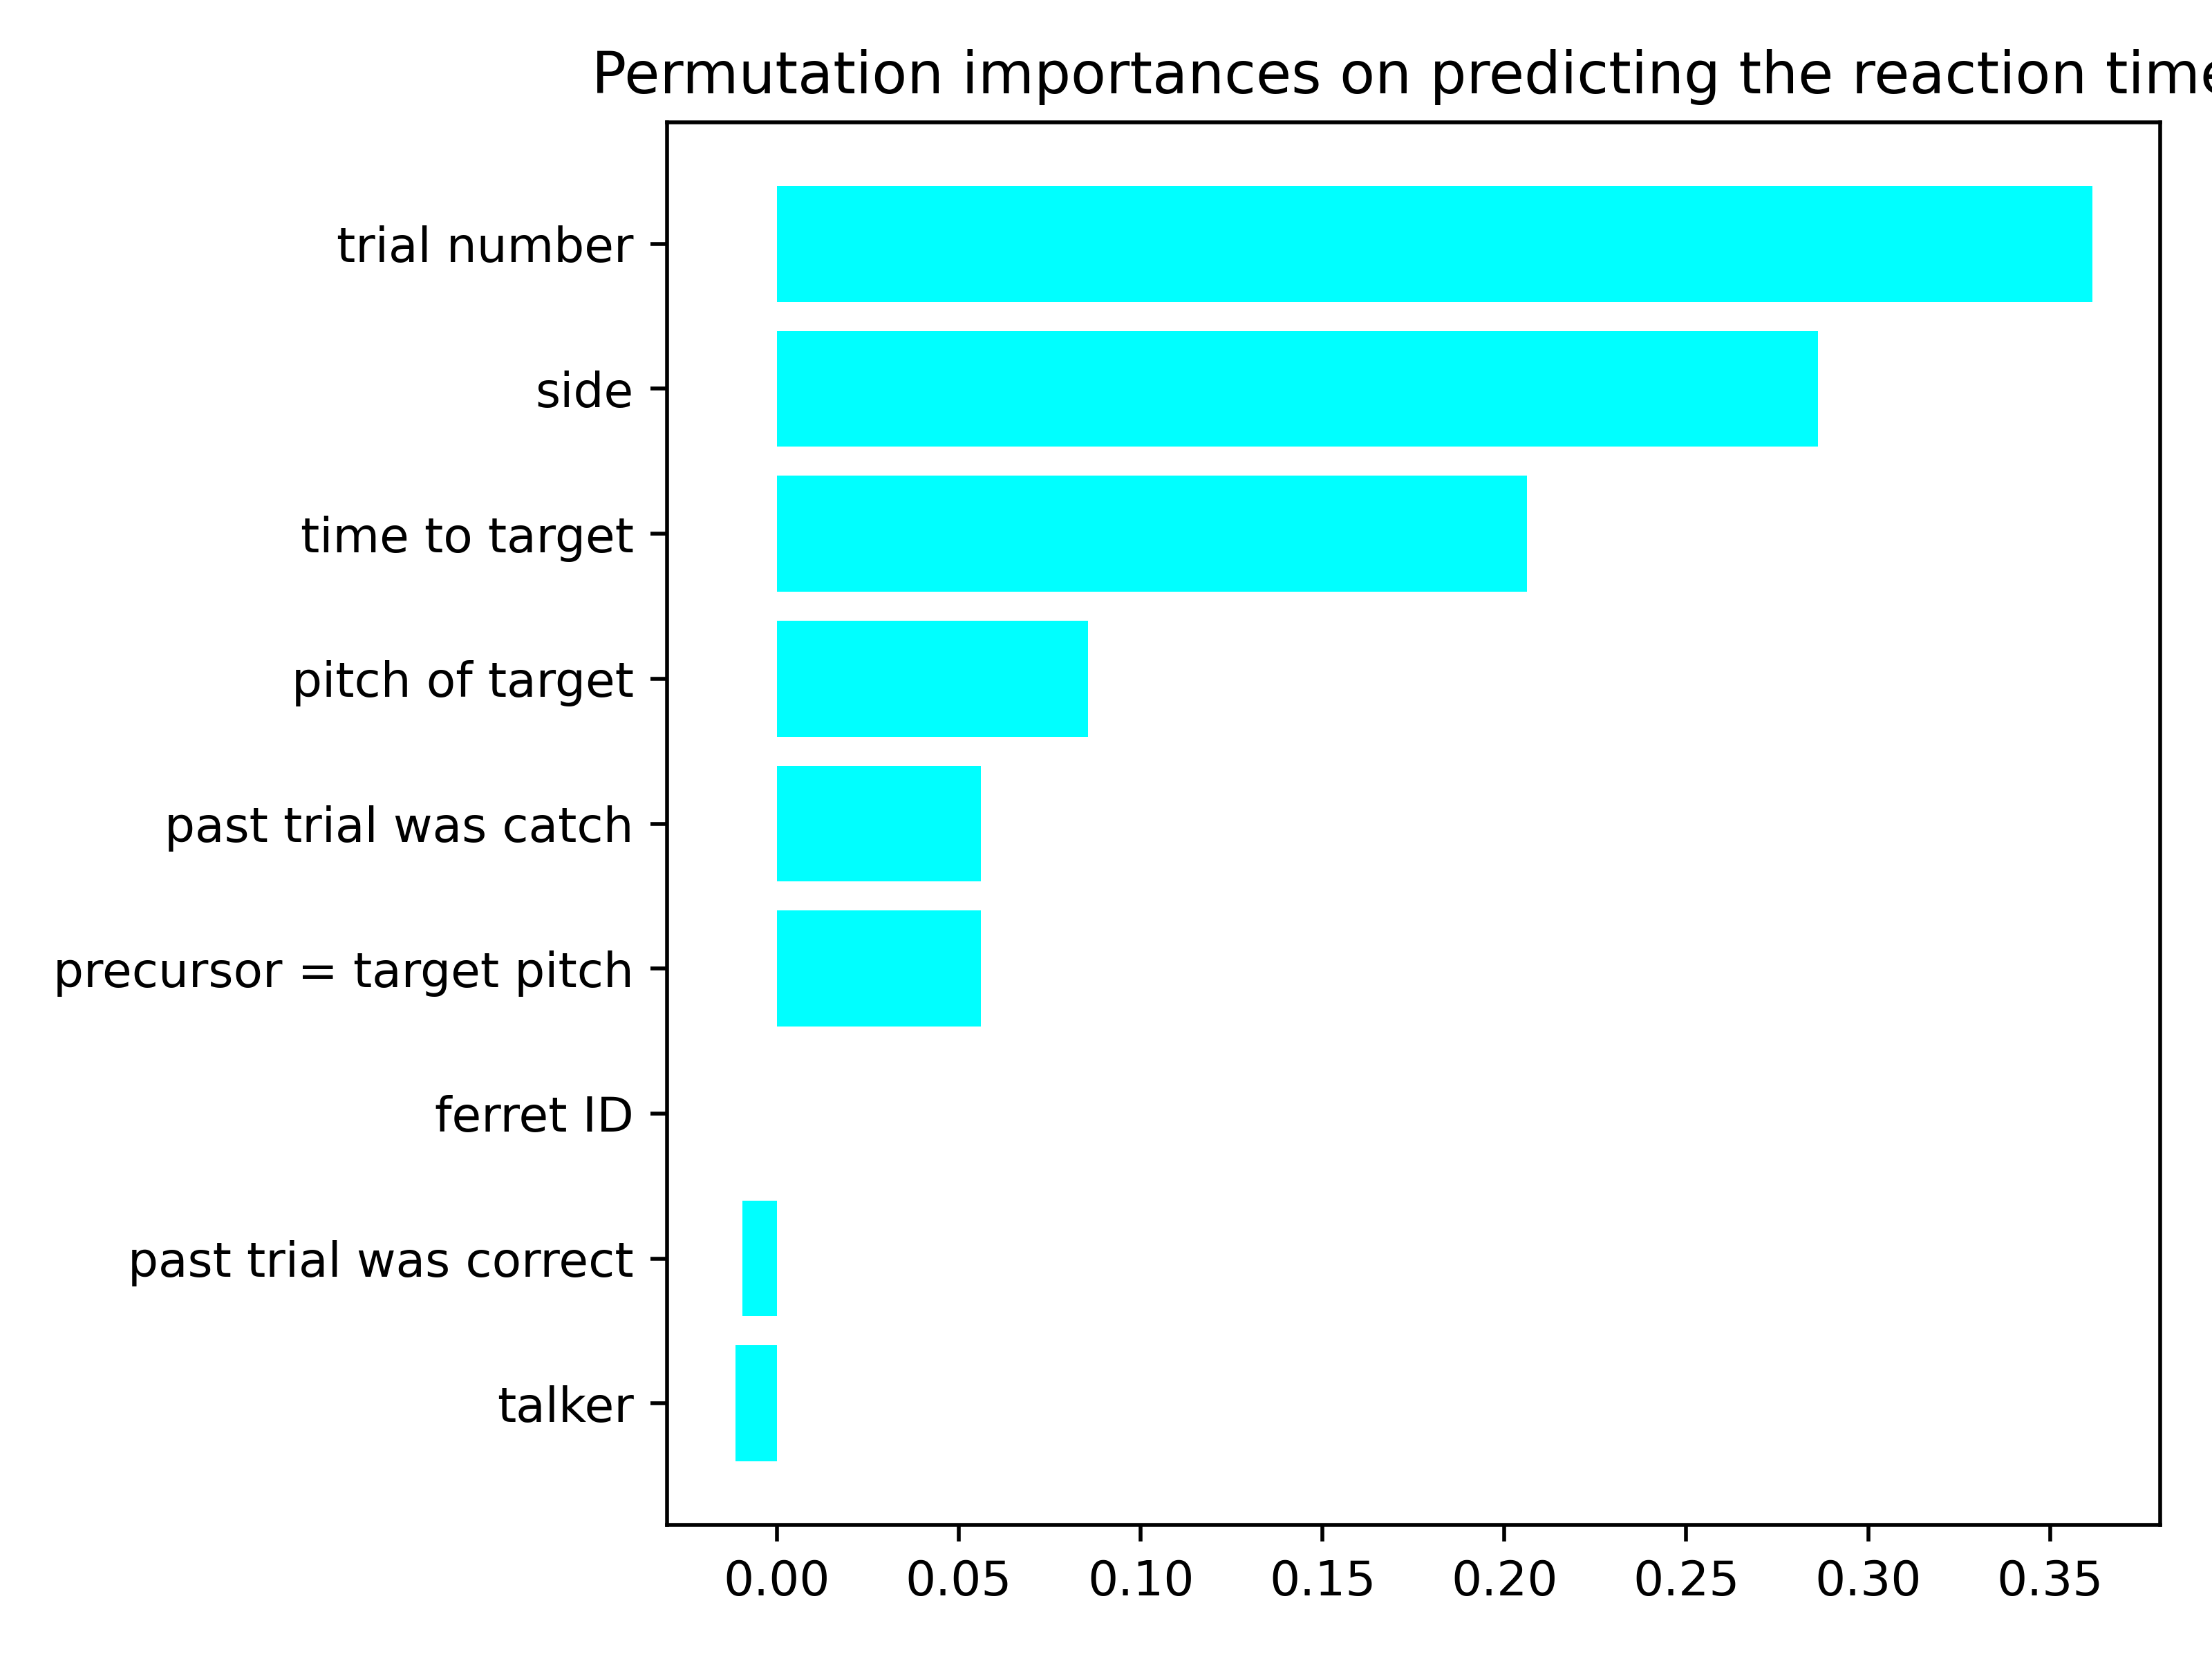 Permutation importances on predicting the reaction time
trial number
side
time to target
pitch of target
past trial was catch
precursor = target pitch
ferret ID
past trial was correct
talker
0.00 0.05 0.10 0.15 0.20 0.25 0.30 0.35